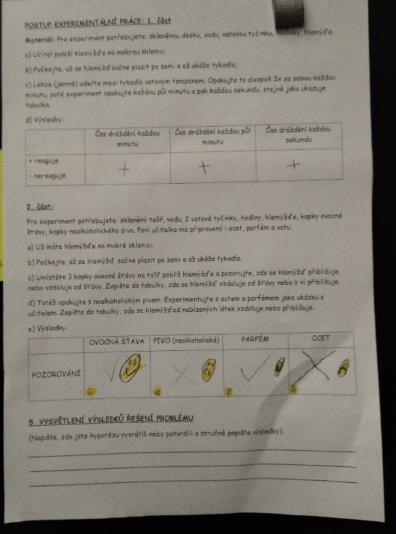 POSTUP EXPERIMENTÁLNÍ PRÁCE: 1. část
Materiál: Pro experiment potřebujete: skleněnou desku, vodu, vatovou tyčinku, hodinky, hlemýžďe.
a) Učitel položí hlemýžďe na mokrou sklenici.
b) Počkejte, až se hlemýžď začne plazit po zemi a až ukáže tykadla.
c) Lehce (jemně) udeřte mezi tykadla vatovým tamponem. Opakujte to alespoň 3x za sebou každou
minutu, poté experiment opakujte každou půl minutu a pak každou sekundu, stejně jako ukazuje
tabulka.
d) Výsledky:
Čas dráždění každou minutu | Čas dráždění každou půl minutu | Čas dráždění každou sekundu
+ reaguje
- nereaguje
+ + +
2. část:
Pro experiment potřebujete: skleněný talíř, vodu, 2 vatové tyčinky, hodiny, hlemýžďe, kapky ovocné
šťávy, kapky nealkoholického piva. Paní učitelka má připravený i ocet, parfém a vatu.
a) Už máte hlemýžďe na mokré sklenici.
b) Počkejte, až se hlemýžď začne plazit po zemi a až ukáže tykadla.
c) Umístěte 3 kapky ovocné šťávy na talíř poblíž hlemýžďe a pozorujte, zda se hlemýžď přibližuje
nebo vzdaluje od šťávy. Zapište do tabulky, zda se hlemýžď vzdaluje od šťávy nebo k ní přibližuje.
d) Totéž opakujte s nealkoholickým pivem. Experimentujte s octem a parfémem jako ukázku s
učitelem. Zapište do tabulky, zda se hlemýžď od nabízených látek vzdaluje nebo přibližuje.
e) Výsledky:
OVOCNÁ ŠŤÁVA | PIVO (nealkoholické) | PARFÉM | OCET
POZOROVÁNÍ
5. VYSVĚTLENÍ VÝSLEDKŮ ŘEŠENÍ PROBLÉMU
(Napište, zda jste hypotézu vyvrátili nebo potvrdili a stručně popište výsledky).